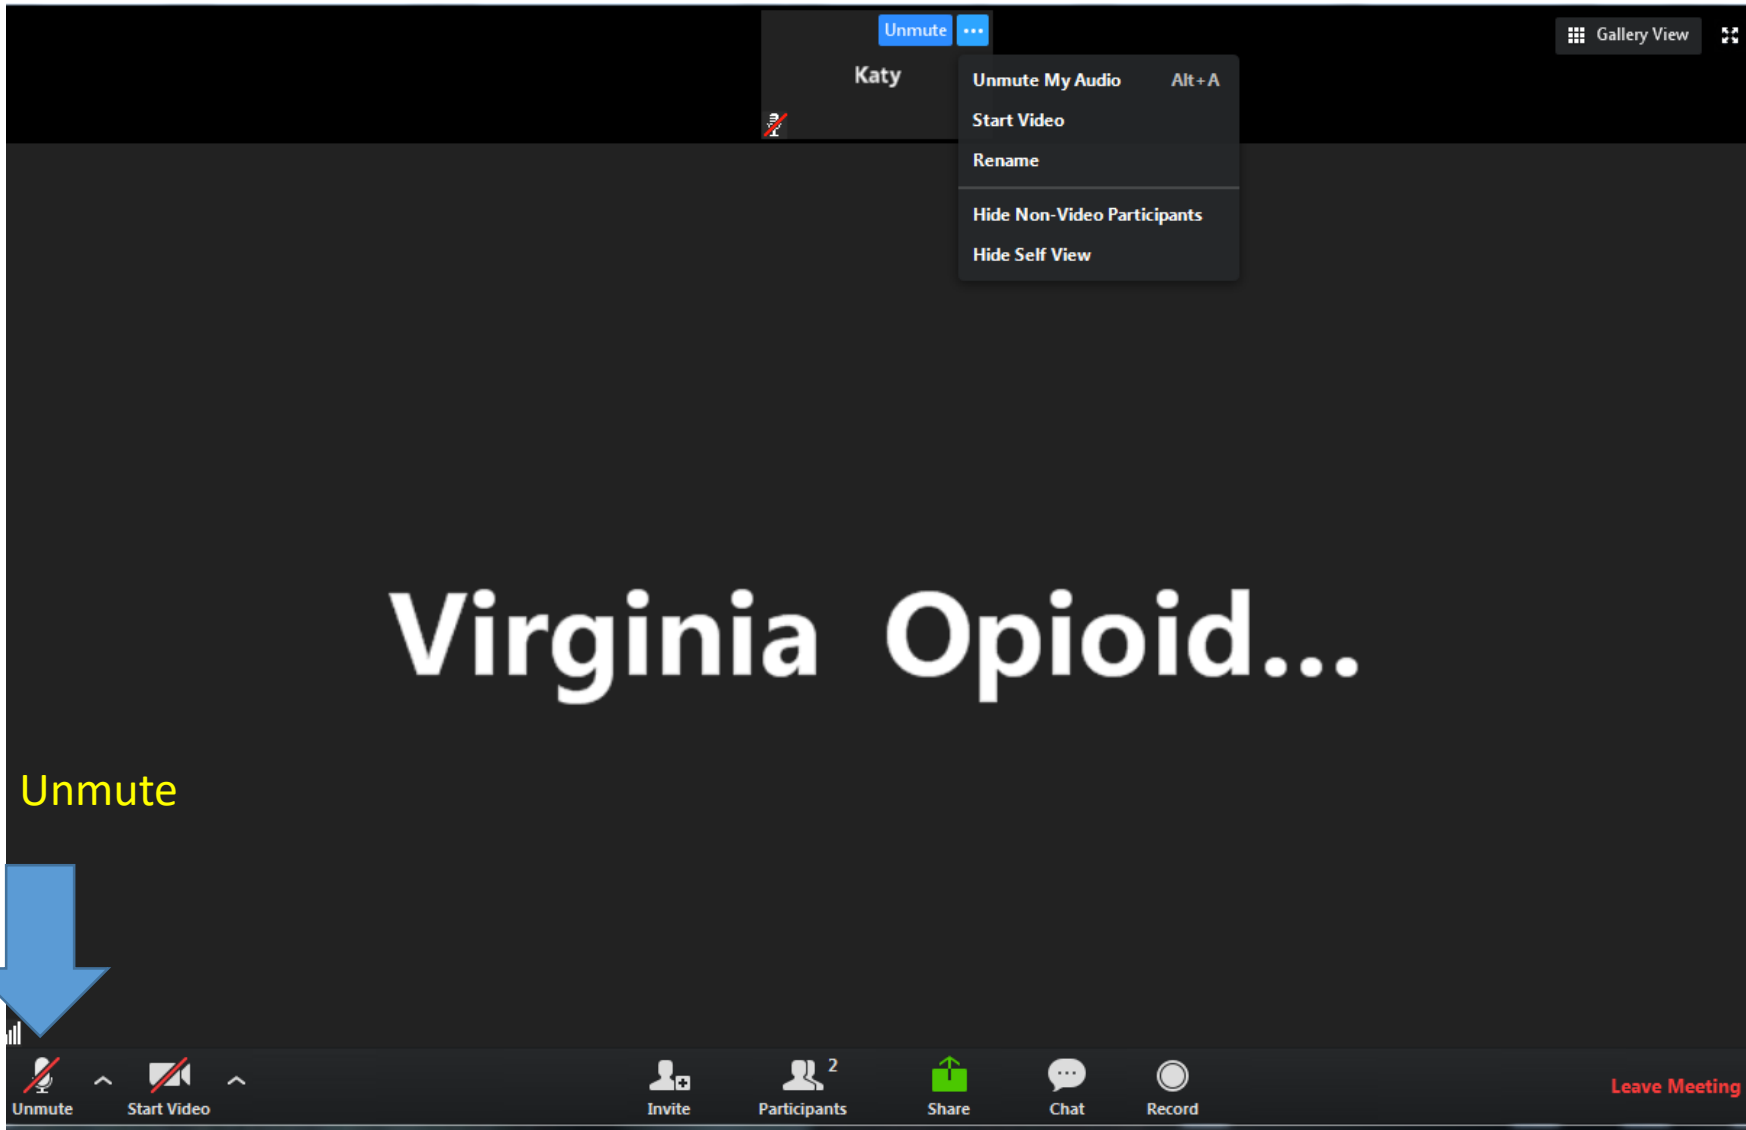 Unmute ...
Gallery View
Katy
Unmute My Audio Alt+A
Start Video
Rename
Hide Non-Video Participants
Hide Self View
Virginia Opioid...
Unmute
2
Unmute
Start Video
Invite
Participants
Share
Chat
Record
Leave Meeting